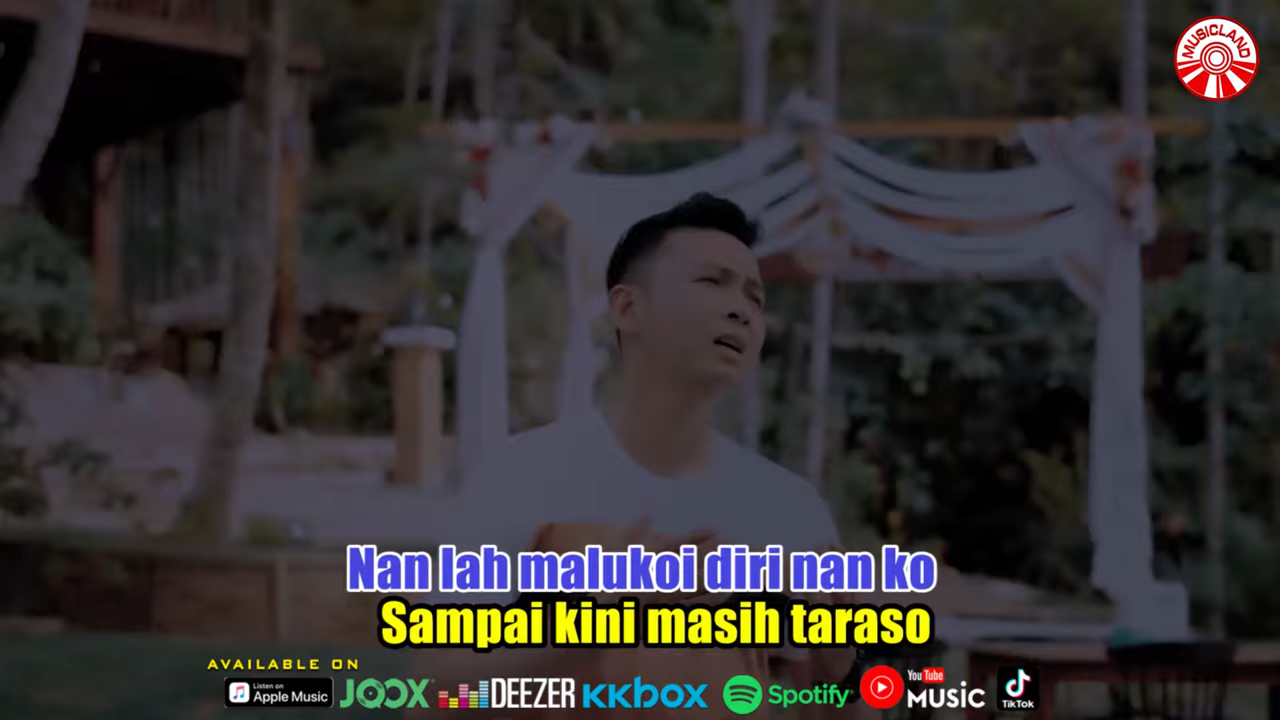 MUSICLAND
Nan lah malukoi diri nan ko
Sampai kini masih taraso
AVAILABLE ON
Listen on
Apple Music
JOOX
DEEZER
KKBOX
Spotify
YouTube
MUSIC
TikTok